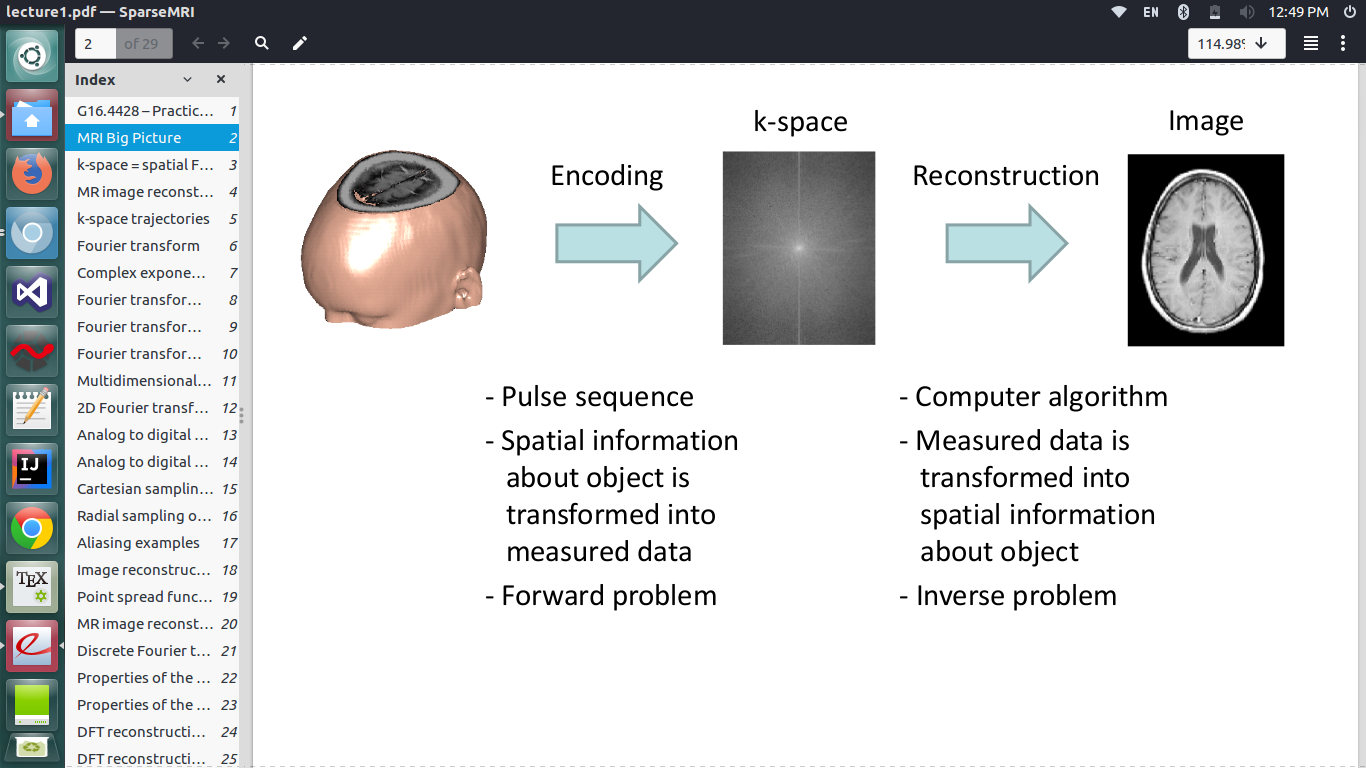 lecture1.pdf — SparseMRI
EN
12:49 PM
2 of 29
114.98%
Index
G16.4428 – Practic... 1
MRI Big Picture 2
k-space = spatial F... 3
MR image reconst... 4
k-space trajectories 5
Fourier transform 6
Complex expone... 7
Fourier transfor... 8
Fourier transfor... 9
Fourier transfor... 10
Multidimensional... 11
2D Fourier transf... 12
Analog to digital ... 13
Analog to digital ... 14
Cartesian samplin... 15
Radial sampling o... 16
Aliasing examples 17
Image reconstruc... 18
Point spread func... 19
MR image reconst... 20
Discrete Fourier t... 21
Properties of the ... 22
Properties of the ... 23
DFT reconstructi... 24
DFT reconstructi... 25
IJ
TEX
k-space
Image
Encoding
Reconstruction
- Pulse sequence
- Spatial information
about object is
transformed into
measured data
- Forward problem
- Computer algorithm
- Measured data is
transformed into
spatial information
about object
- Inverse problem